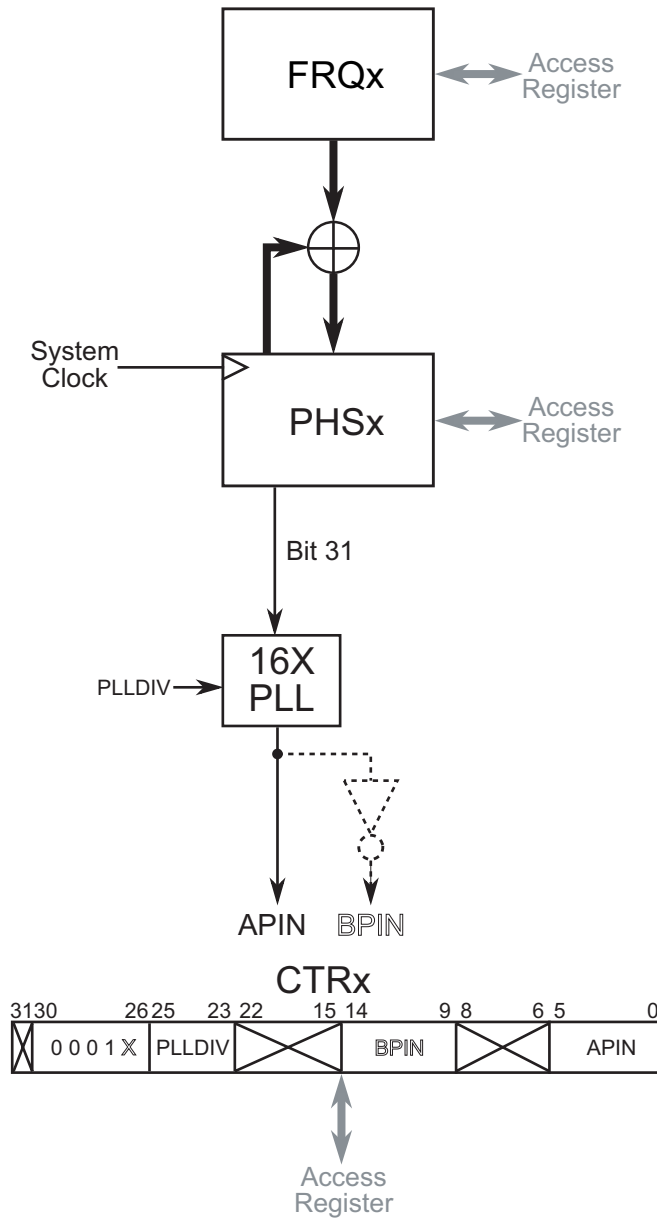 FRQx
Access
Register
System
Clock
PHSx
Access
Register
Bit 31
16X
PLL
PLLDIV
APIN BPIN
CTRx
31 30 26 25 23 22 15 14 9 8 6 5 0
0 0 0 1 X PLLDIV BPIN APIN
Access
Register